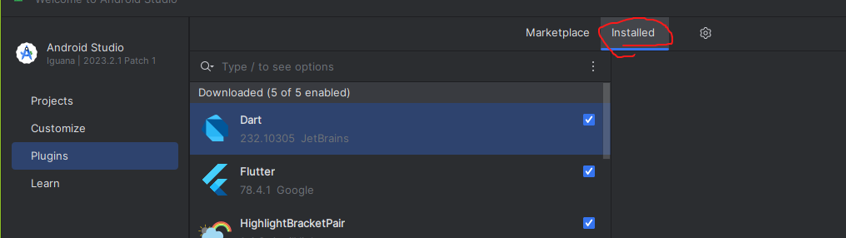 Welcome to Android Studio
Marketplace
Installed
Android Studio
Iguana | 2023.2.1 Patch 1
Type / to see options
Downloaded (5 of 5 enabled)
Projects
Dart
232.10305 JetBrains
Customize
Plugins
Flutter
78.4.1 Google
Learn
HighlightBracketPair